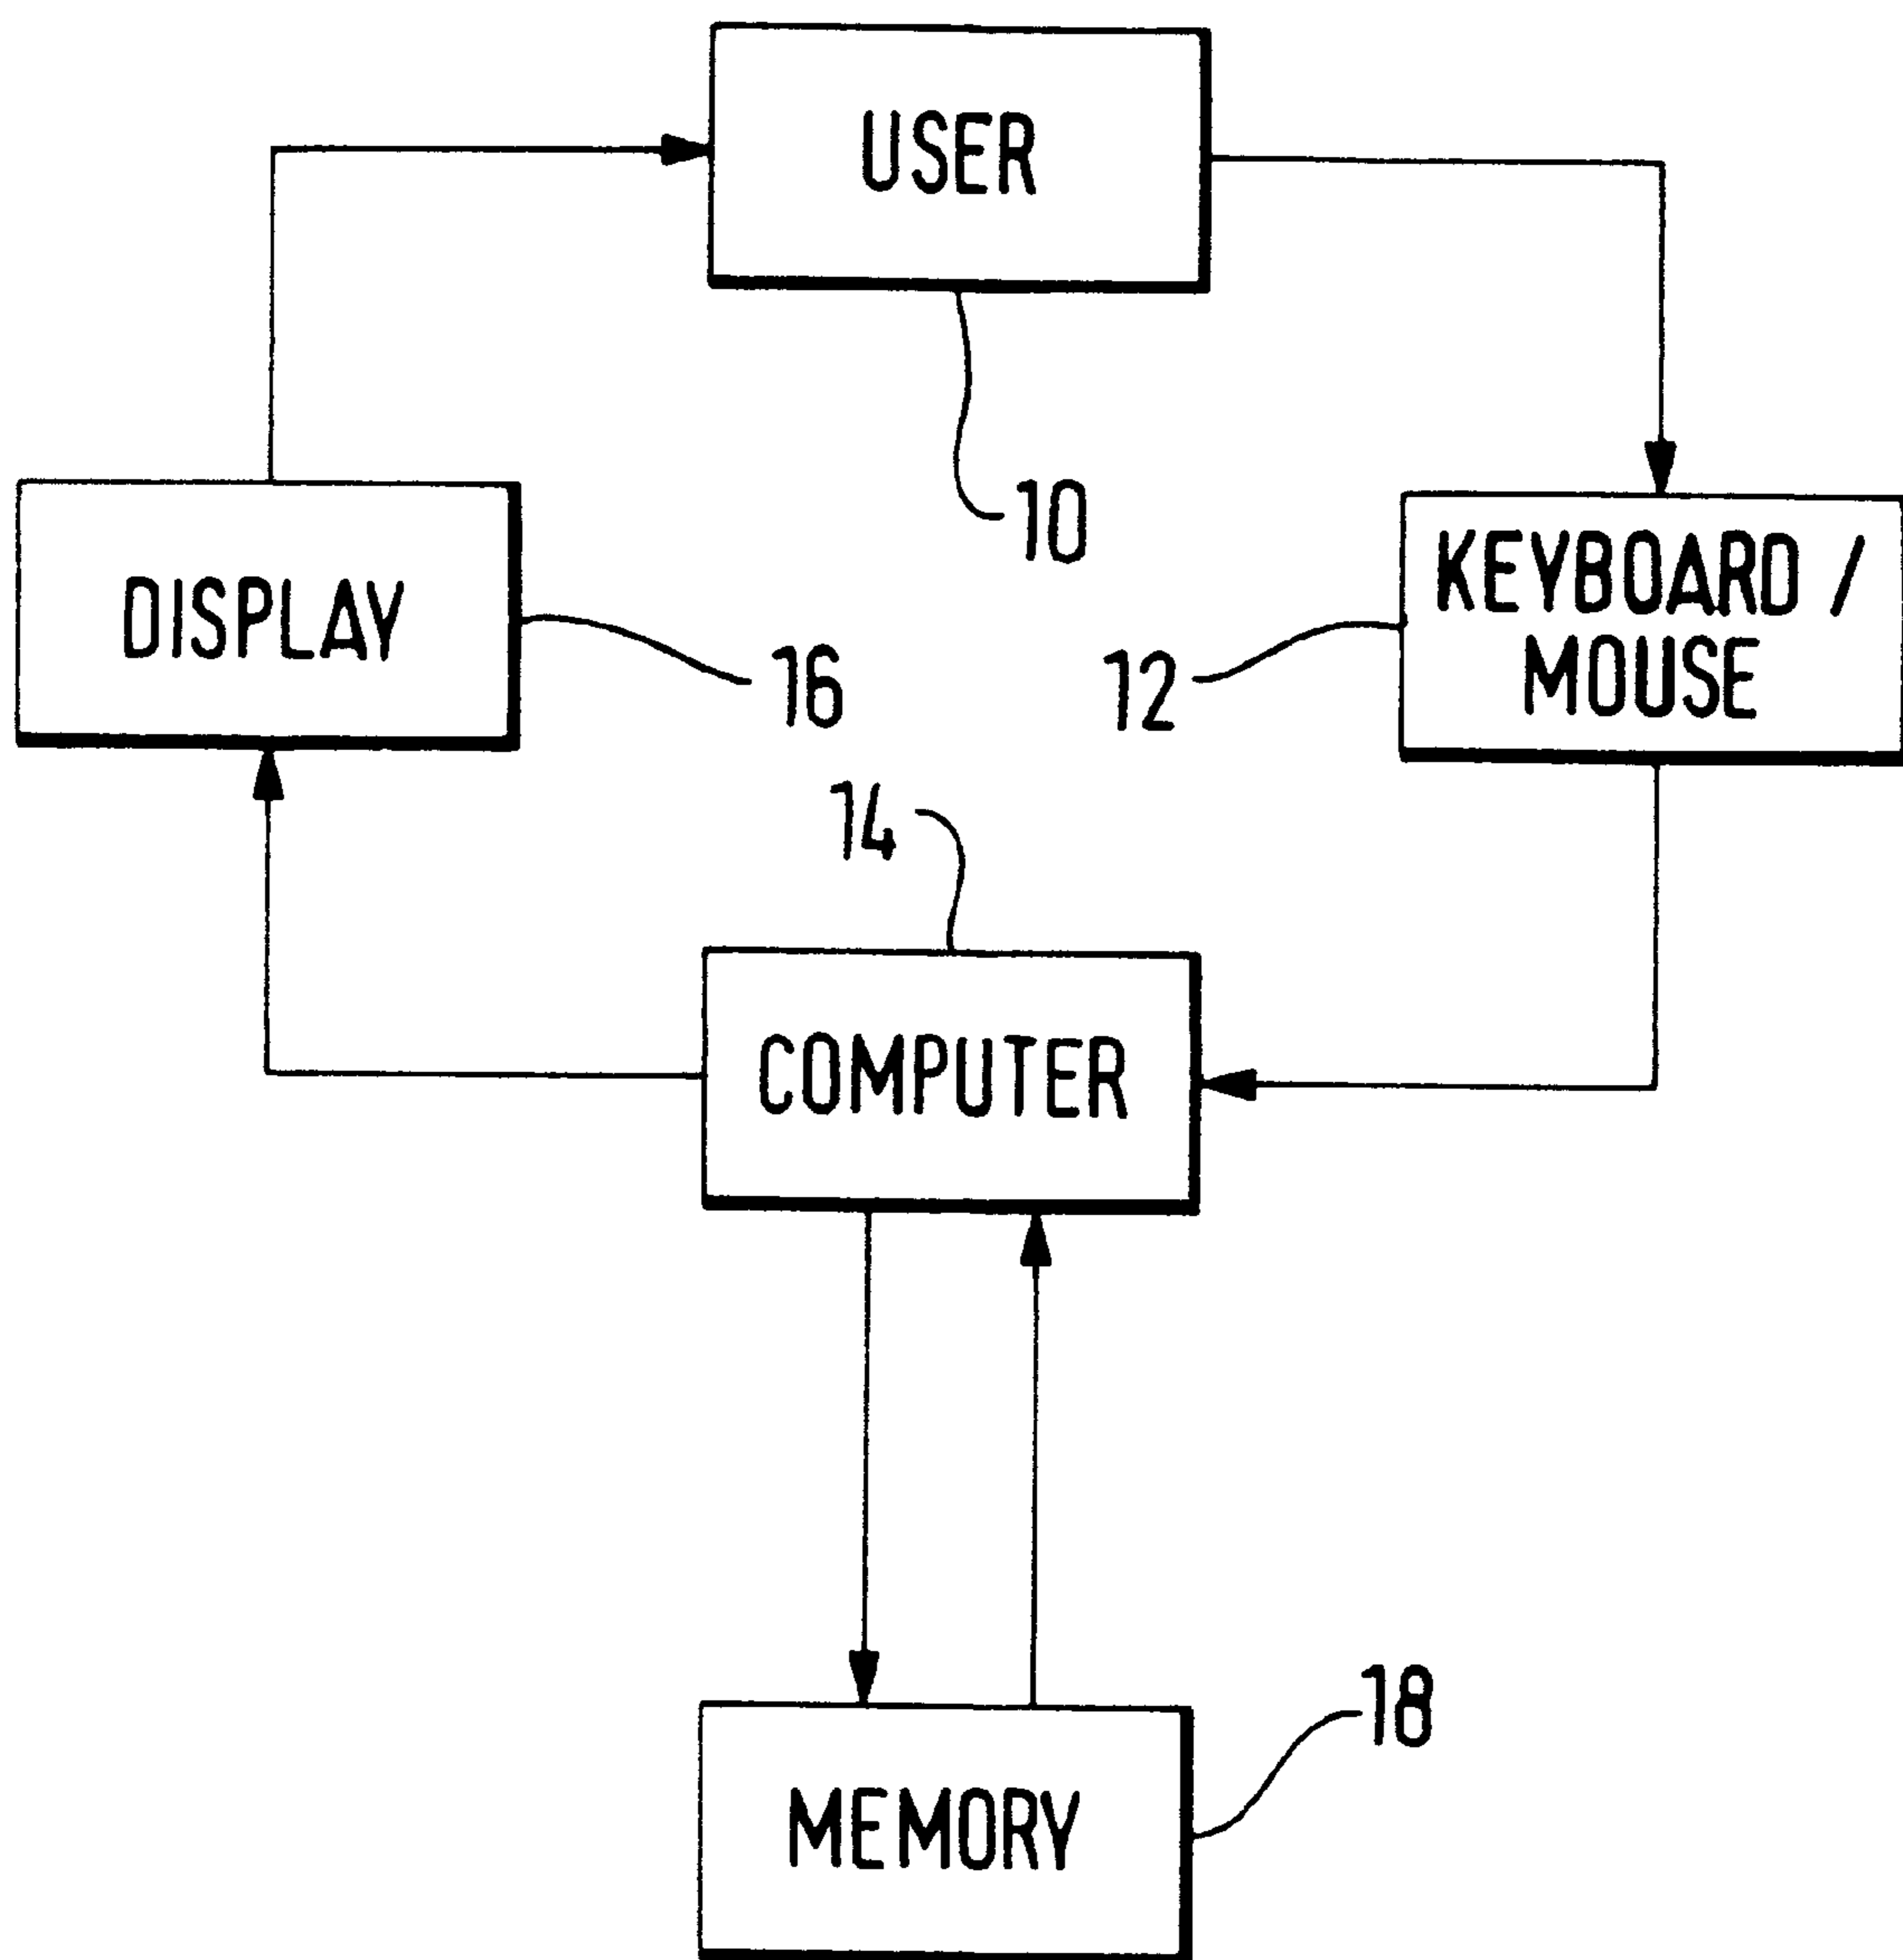 USER
10
DISPLAY
16
12
KEYBOARD /
MOUSE
14
COMPUTER
18
MEMORY